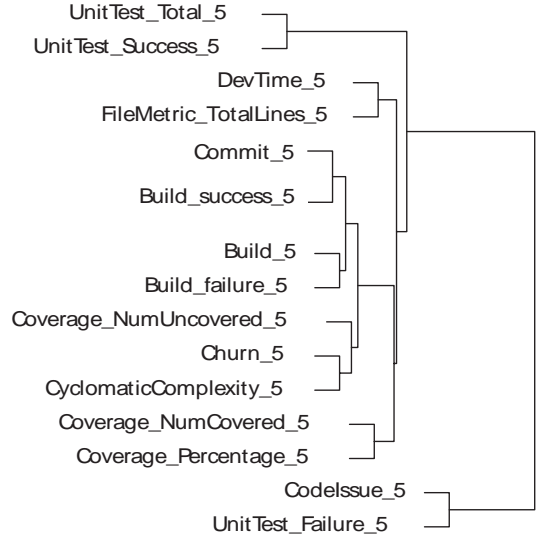 UnitTest_Total_5
UnitTest_Success_5
DevTime_5
FileMetric_TotalLines_5
Commit_5
Build_success_5
Build_5
Build_failure_5
Coverage_NumUncovered_5
Churn_5
CyclomaticComplexity_5
Coverage_NumCovered_5
Coverage_Percentage_5
CodeIssue_5
UnitTest_Failure_5